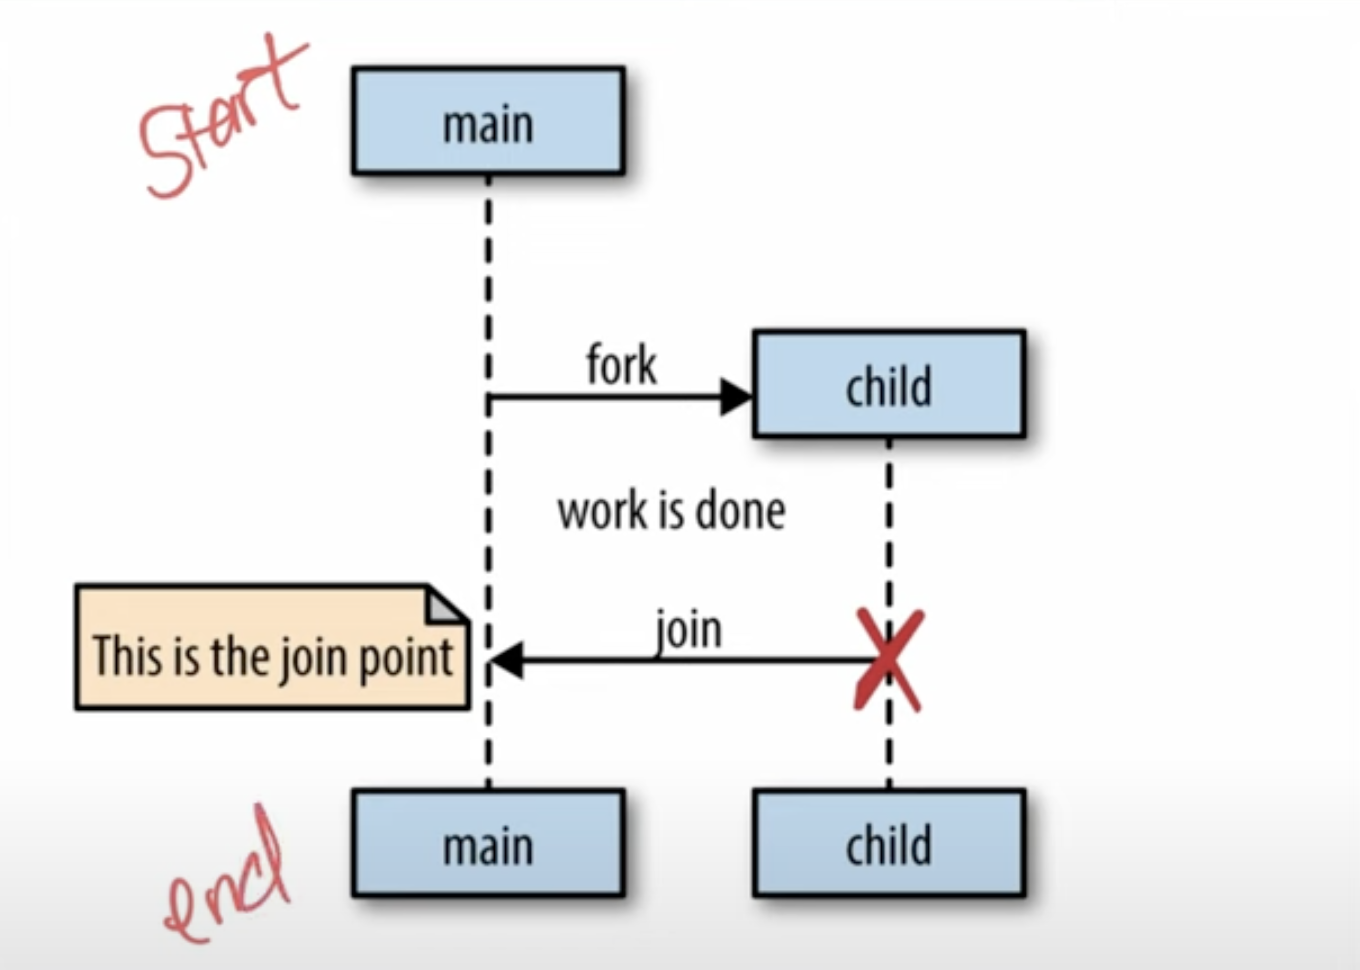 Start
main
fork
child
work is done
join
This is the join point
end
main
child